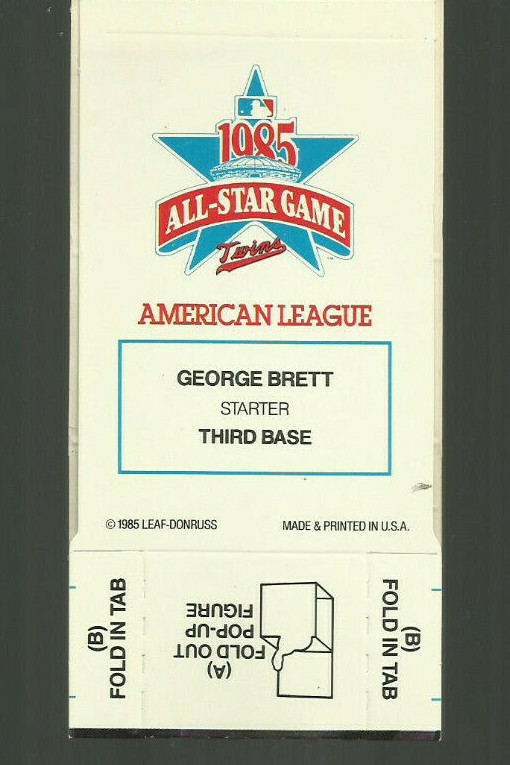 1985
ALL-STAR GAME
Twins
AMERICAN LEAGUE
GEORGE BRETT
STARTER
THIRD BASE
© 1985 LEAF-DONRUSS MADE & PRINTED IN U.S.A.
(B)
FOLD IN TAB
(A)
FOLD OUT
POP-UP
FIGURE
(B)
FOLD IN TAB